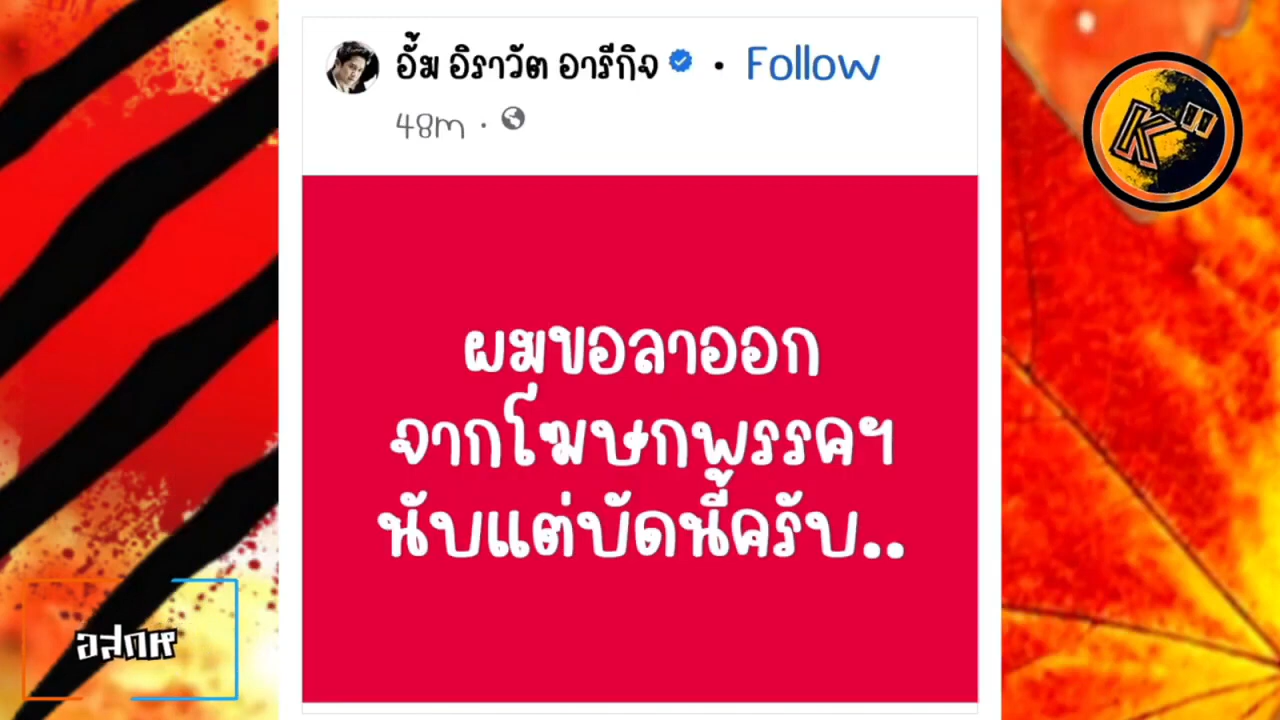 อั้ม อิราวัต อารีกิจ · Follow
48m ·
K"
ผมขอลาออก
จากโฆษกพรรคฯ
นับแต่บัดนี้ครับ..
อสกห